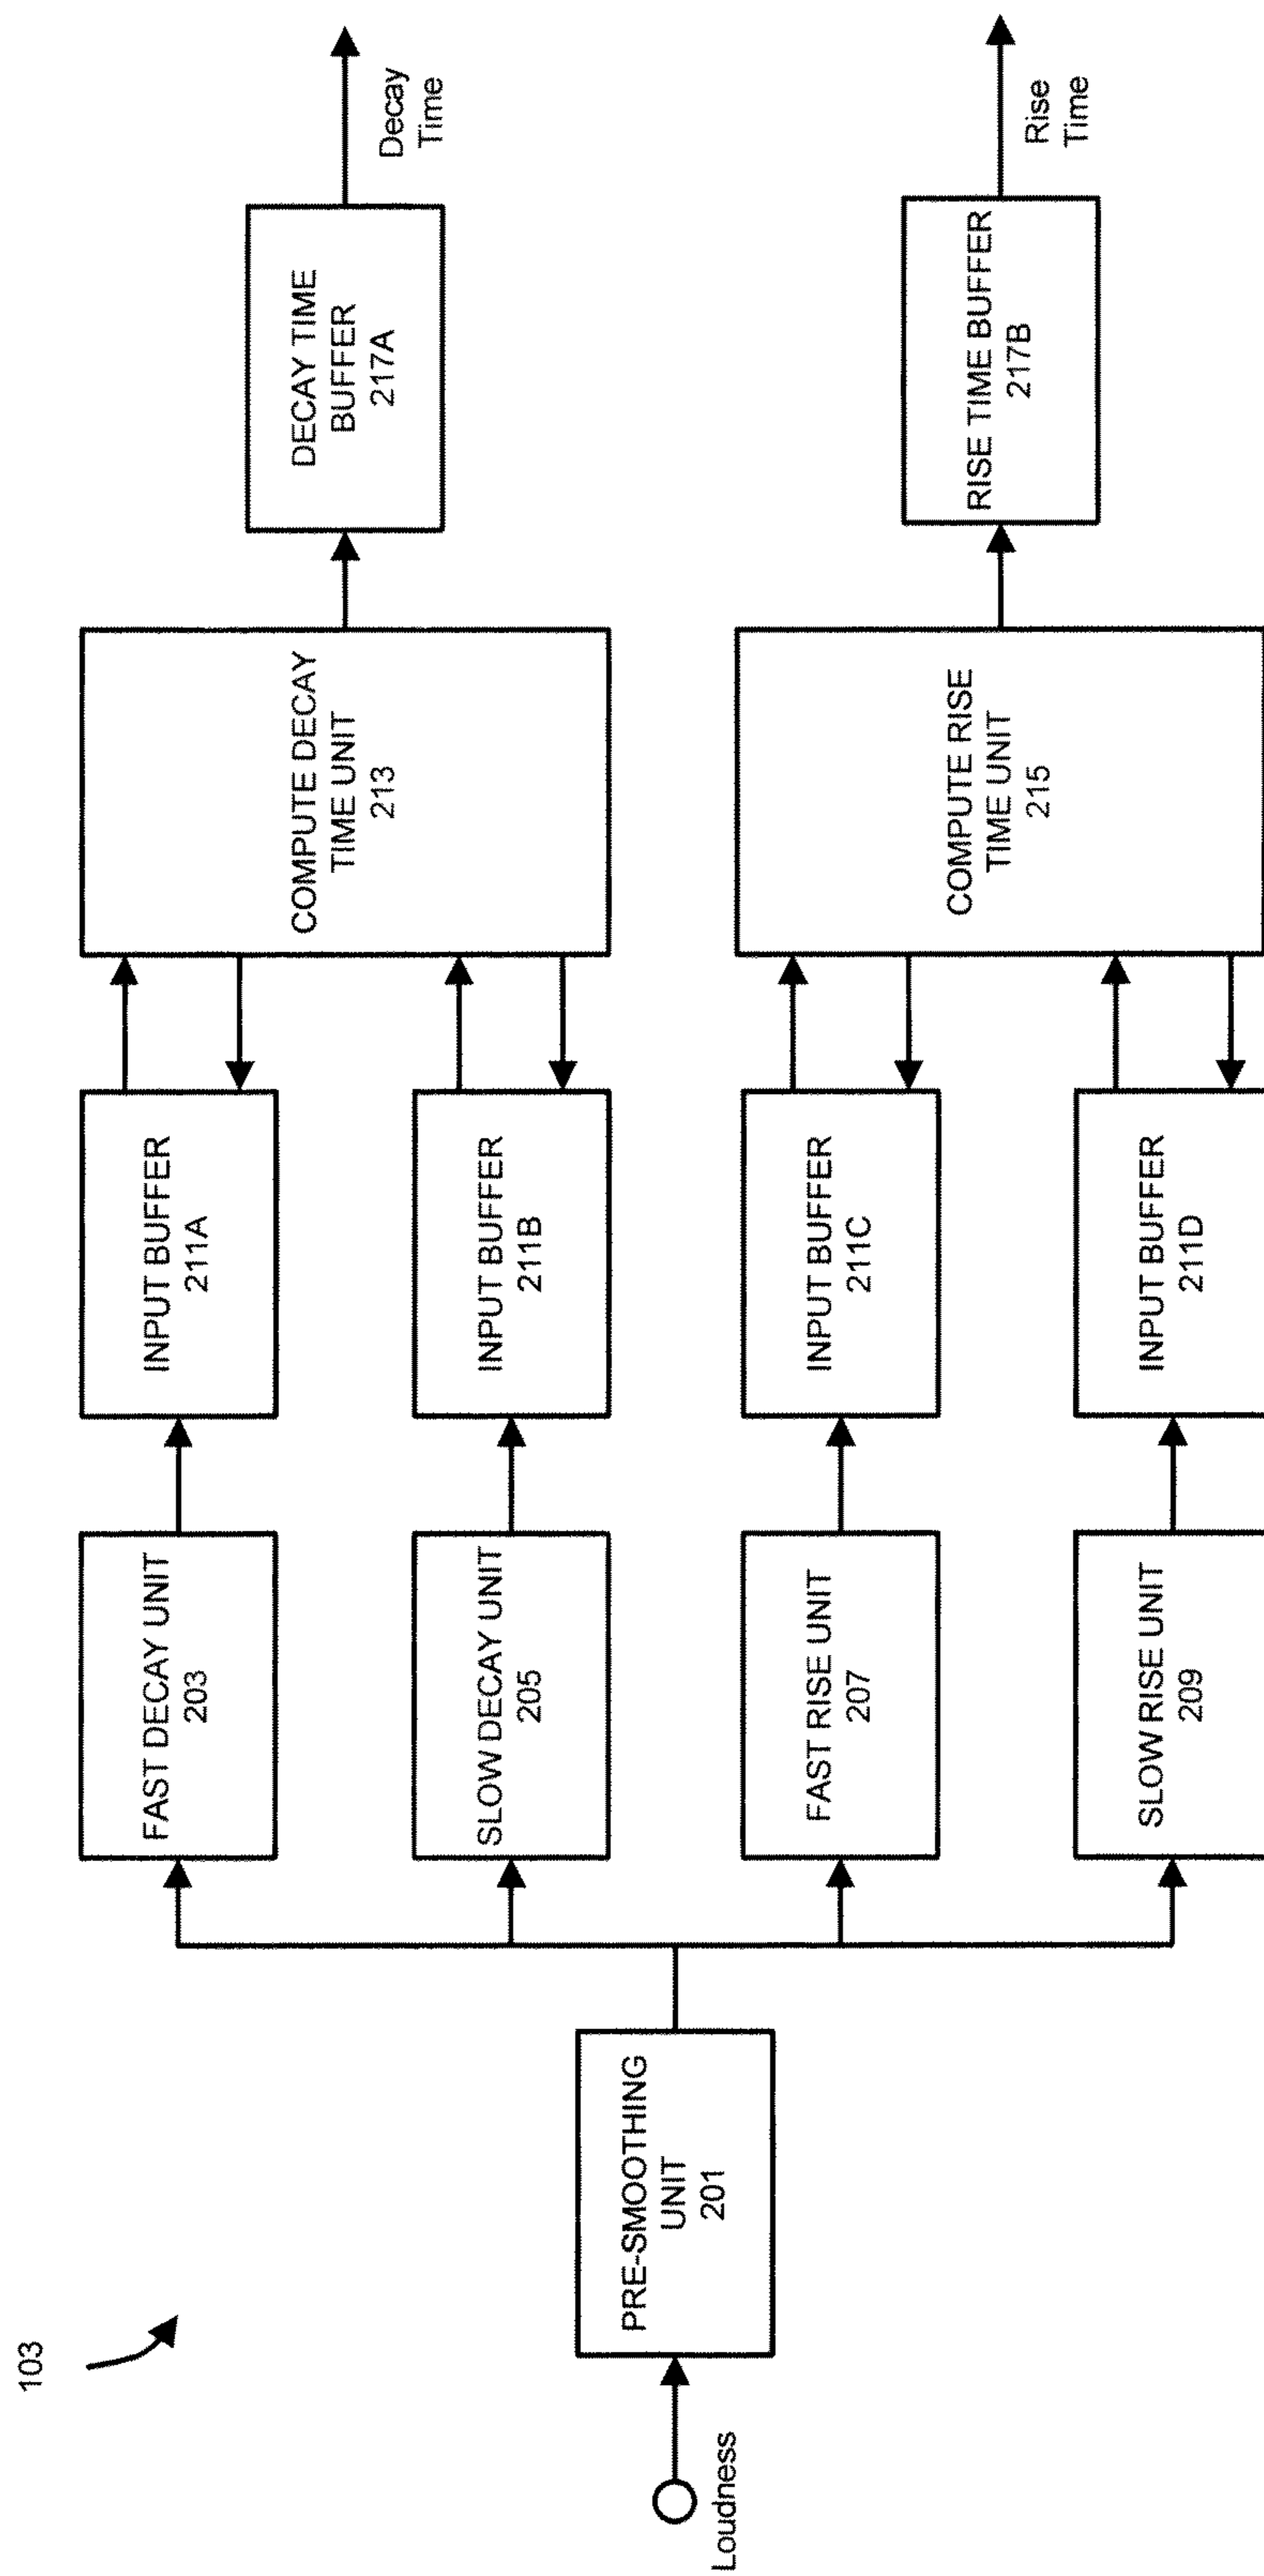 103
Loudness
PRE-SMOOTHING
UNIT
201
FAST DECAY UNIT
203
SLOW DECAY UNIT
205
FAST RISE UNIT
207
SLOW RISE UNIT
209
INPUT BUFFER
211A
INPUT BUFFER
211B
INPUT BUFFER
211C
INPUT BUFFER
211D
COMPUTE DECAY
TIME UNIT
213
COMPUTE RISE
TIME UNIT
215
DECAY TIME
BUFFER
217A
RISE TIME BUFFER
217B
Decay
Time
Rise
Time